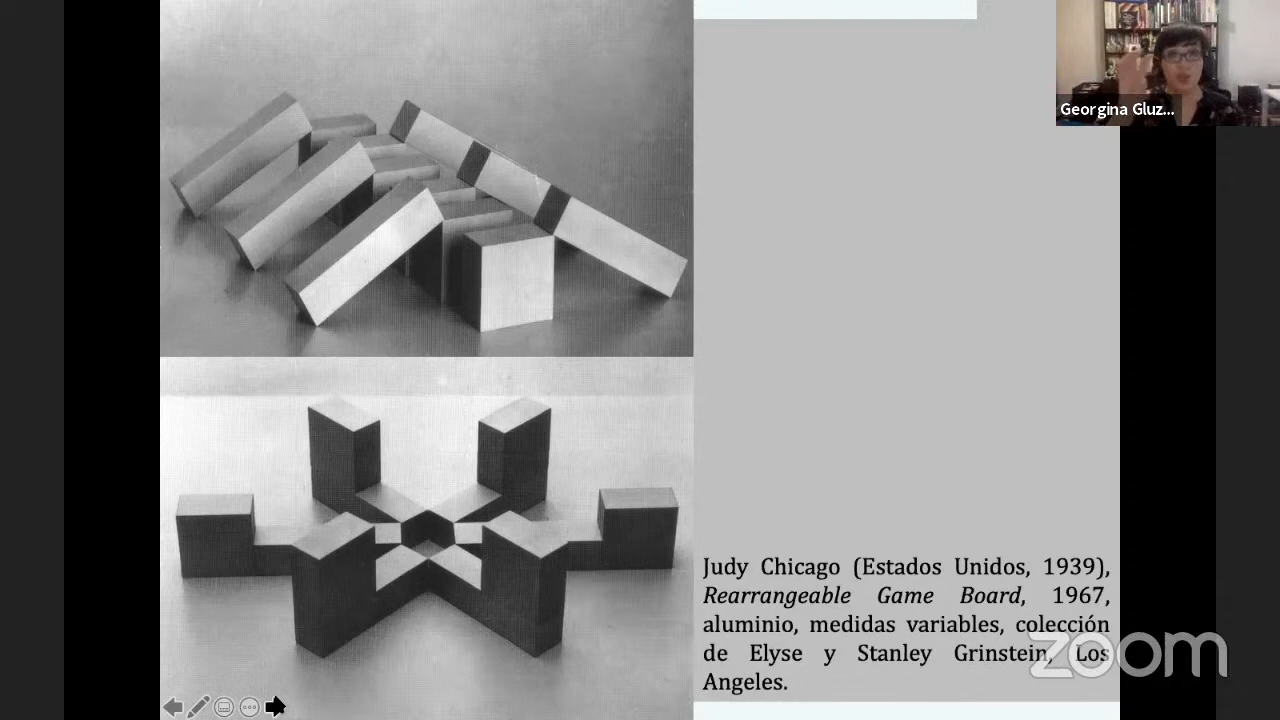 Georgina Gluz...
Judy Chicago (Estados Unidos, 1939),
Rearrangeable Game Board, 1967,
aluminio, medidas variables, colección
de Elyse y Stanley Grinstein, Los
Angeles.
zoom